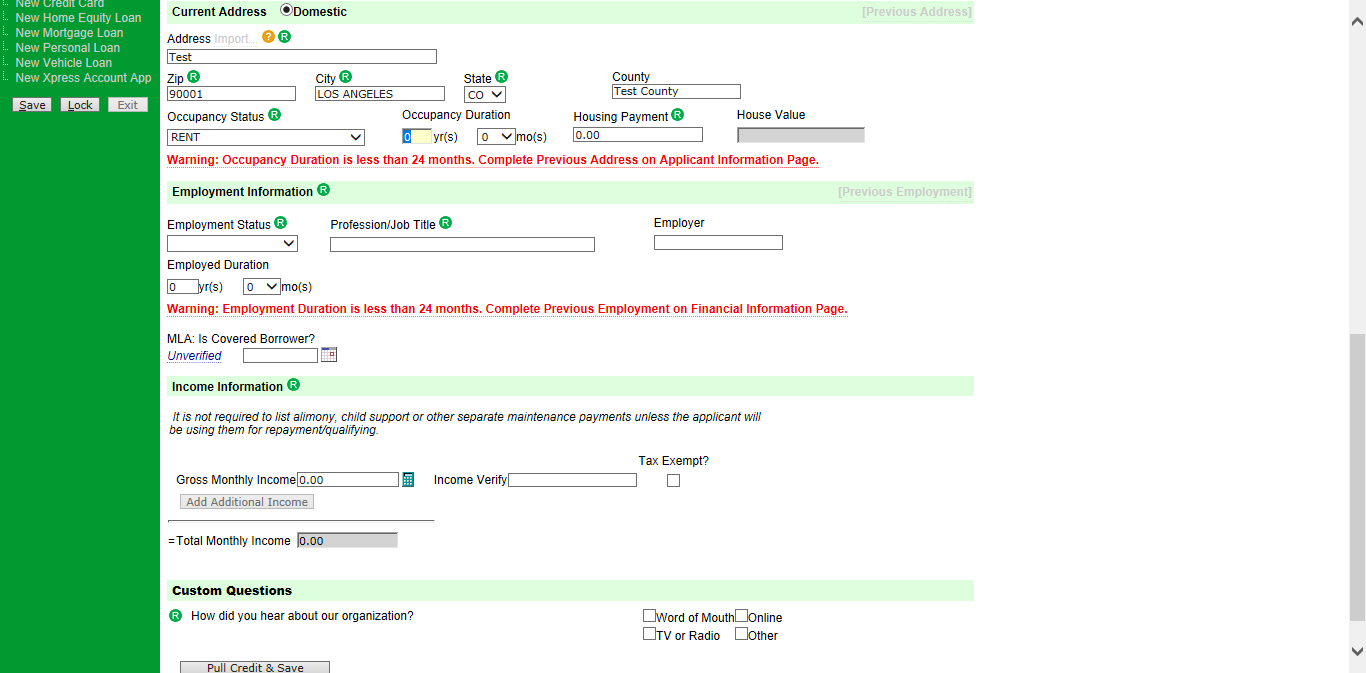 New Credit Card
New Home Equity Loan
New Mortgage Loan
New Personal Loan
New Vehicle Loan
New Xpress Account App
Save Lock Exit
Current Address Domestic [Previous Address]
Address Import... ? R
Test
Zip R City R State R County
90001 LOS ANGELES CO Test County
Occupancy Status R Occupancy Duration Housing Payment R House Value
RENT 0 yr(s) 0 mo(s) 0.00
Warning: Occupancy Duration is less than 24 months. Complete Previous Address on Applicant Information Page.
Employment Information R [Previous Employment]
Employment Status R Profession/Job Title R Employer
Employed Duration
0 yr(s) 0 mo(s)
Warning: Employment Duration is less than 24 months. Complete Previous Employment on Financial Information Page.
MLA: Is Covered Borrower?
Unverified
Income Information R
It is not required to list alimony, child support or other separate maintenance payments unless the applicant will
be using them for repayment/qualifying.
Tax Exempt?
Gross Monthly Income 0.00 Income Verify
Add Additional Income
=Total Monthly Income 0.00
Custom Questions
R How did you hear about our organization? Word of Mouth Online
TV or Radio Other
Pull Credit & Save